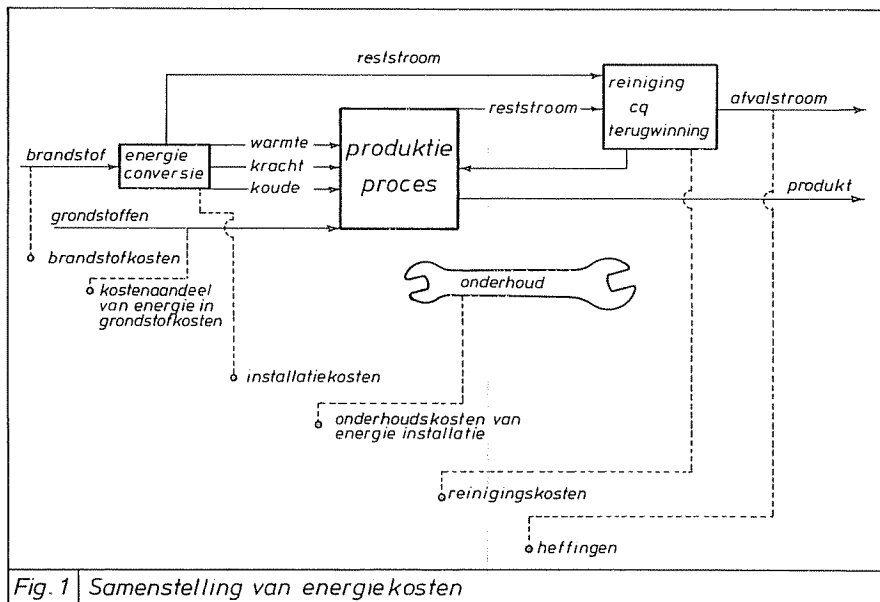 reststroom
reiniging
cq
terugwinning
reststroom
afvalstroom
brandstof
energie
conversie
warmte
kracht
koude
produktie
proces
produkt
grondstoffen
brandstofkosten
onderhoud
kostenaandeel
van energie in
grondstofkosten
installatiekosten
onderhoudskosten van
energie installatie
reinigingskosten
heffingen
Fig. 1 Samenstelling van energiekosten